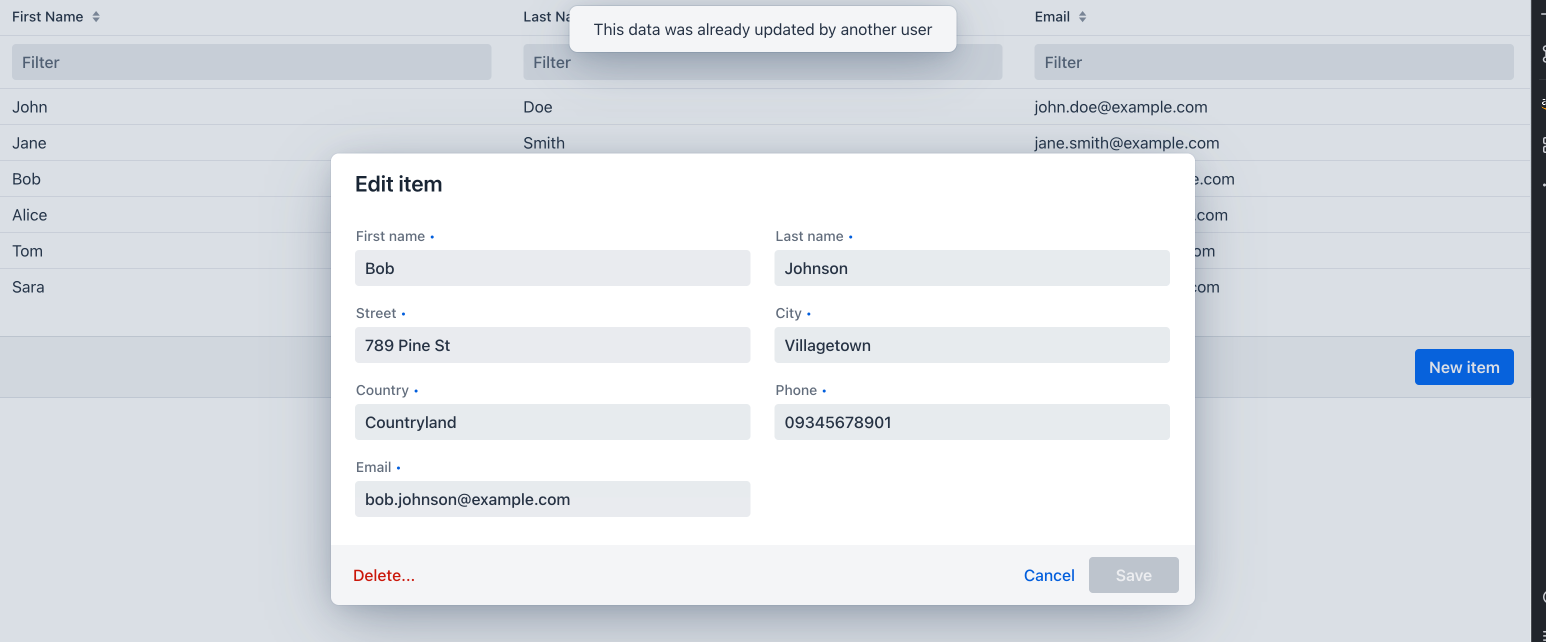 First Name
Last Na
Email
This data was already updated by another user
Filter
Filter
Filter
John
Doe
john.doe@example.com
Jane
Smith
jane.smith@example.com
Bob
e.com
Alice
.com
Tom
om
Sara
com
Edit item
First name •
Last name •
Bob
Johnson
Street •
City •
789 Pine St
Villagetown
Country •
Phone •
Countryland
09345678901
Email •
bob.johnson@example.com
New item
Delete...
Cancel
Save